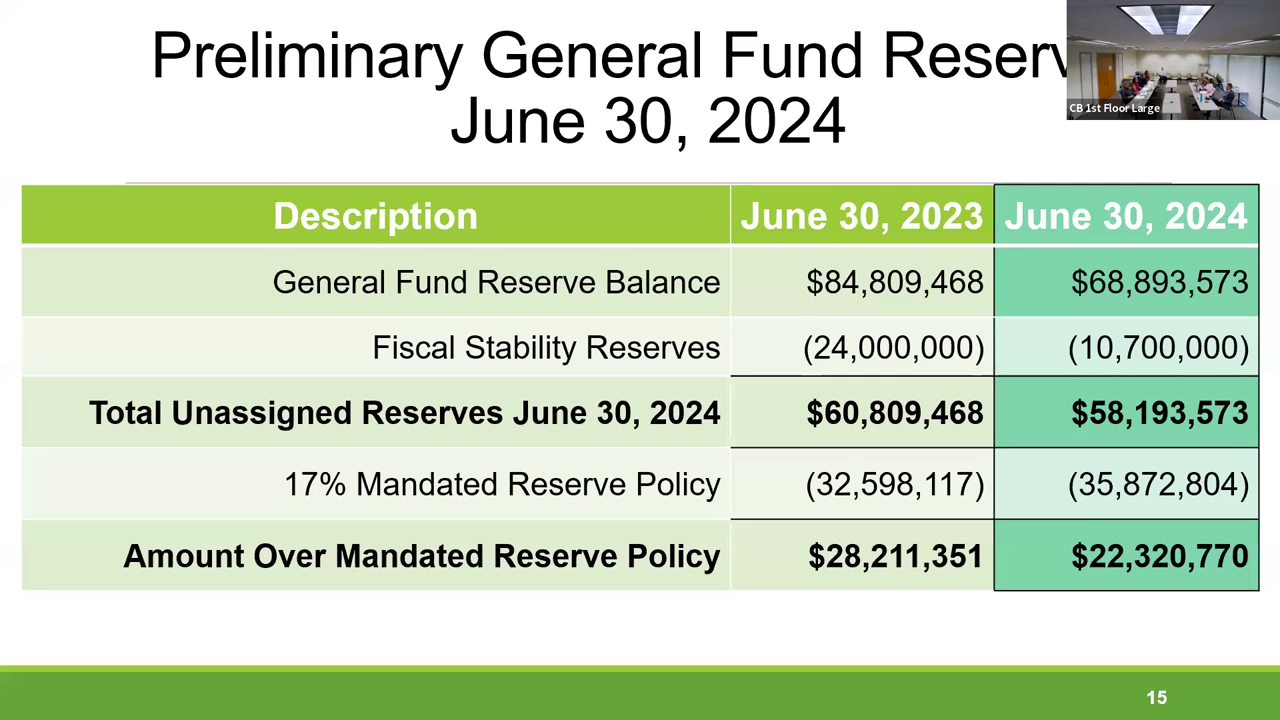 Preliminary General Fund Reserv
June 30, 2024
CB 1st Floor Large
Description June 30, 2023 June 30, 2024
General Fund Reserve Balance $84,809,468 $68,893,573
Fiscal Stability Reserves (24,000,000) (10,700,000)
Total Unassigned Reserves June 30, 2024 $60,809,468 $58,193,573
17% Mandated Reserve Policy (32,598,117) (35,872,804)
Amount Over Mandated Reserve Policy $28,211,351 $22,320,770
15